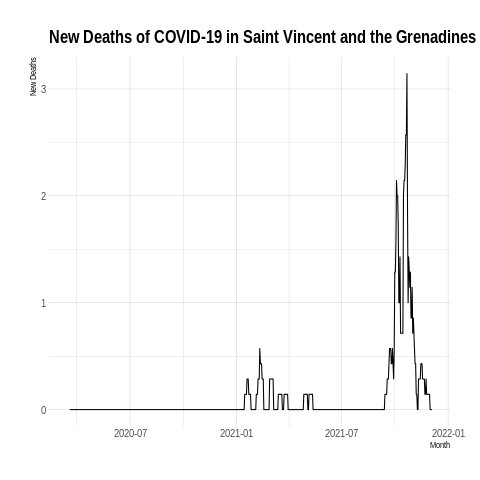 New Deaths of COVID-19 in Saint Vincent and the Grenadines
New Deaths
3
2
1
0
2020-07
2021-01
2021-07
2022-01
Month